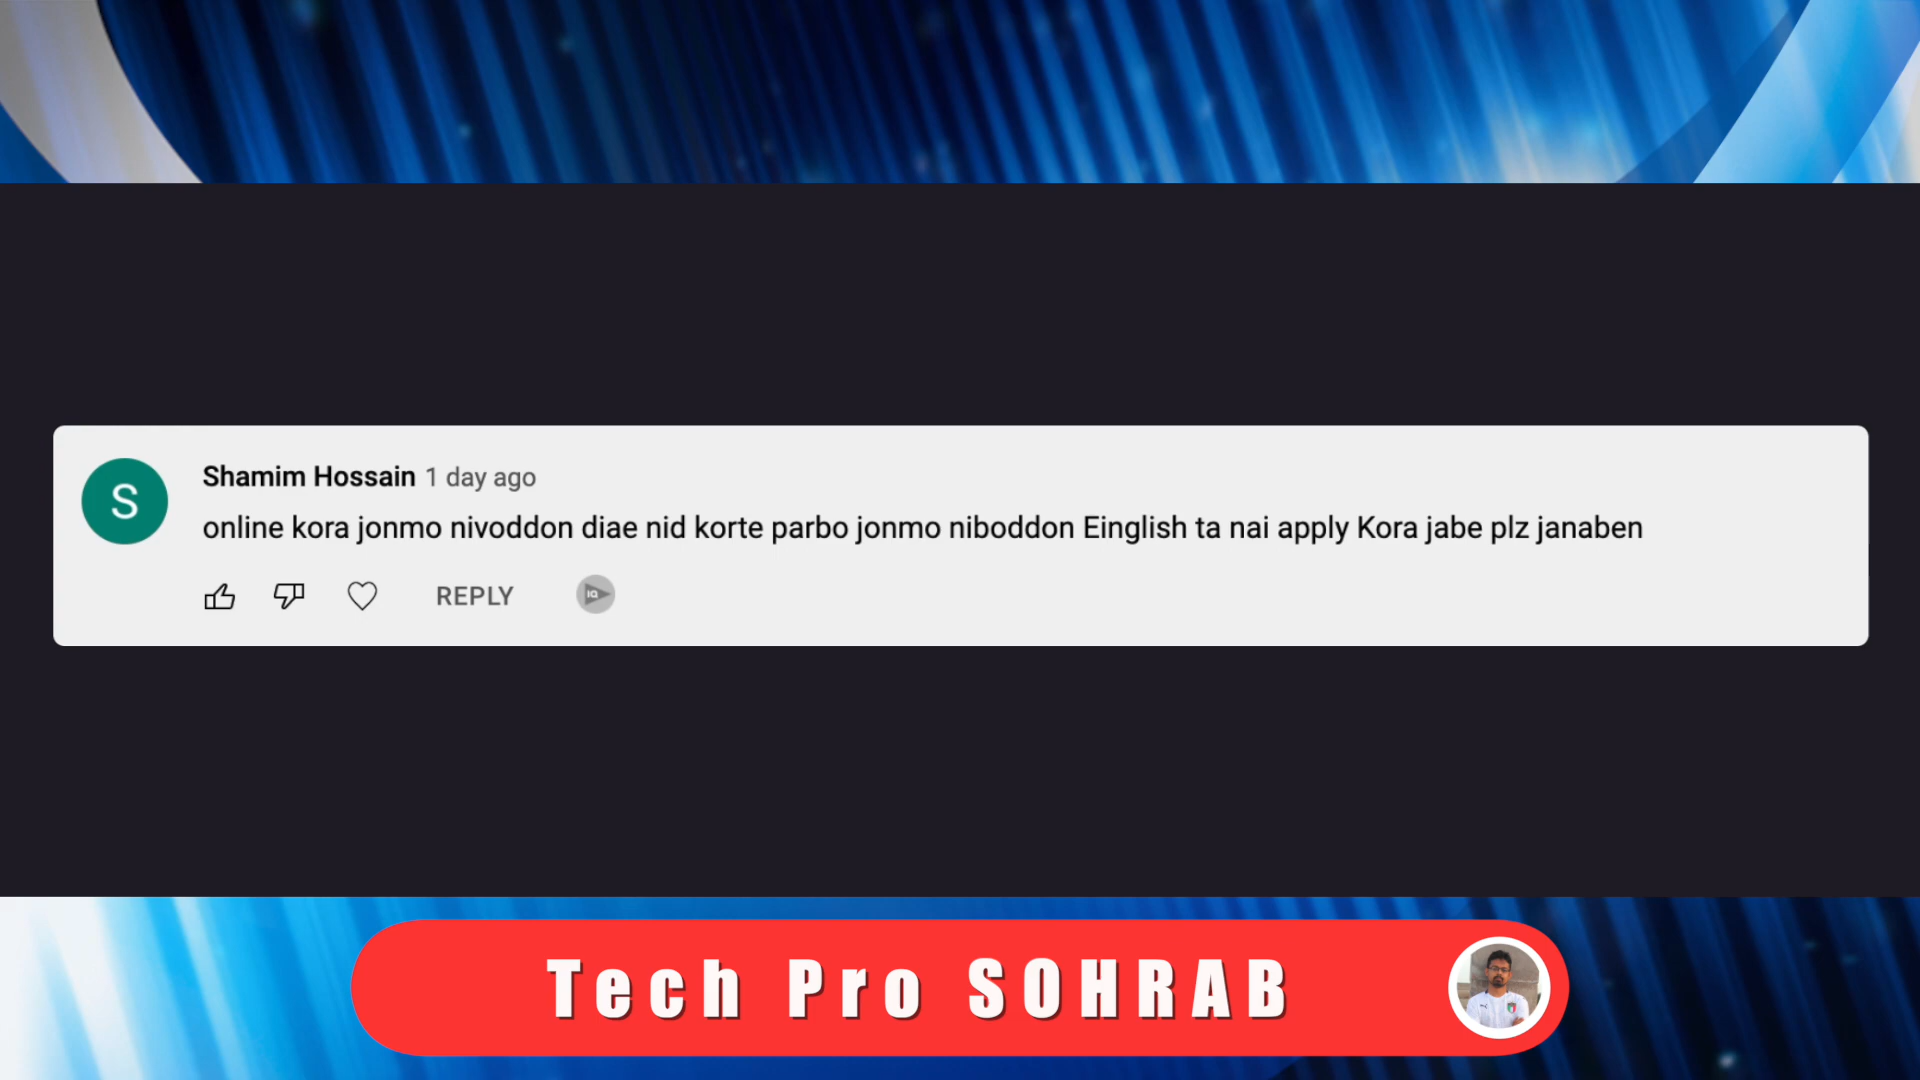 S
Shamim Hossain 1 day ago
online kora jonmo nivoddon diae nid korte parbo jonmo niboddon Einglish ta nai apply Kora jabe plz janaben
REPLY
IQ
Tech Pro SOHRAB